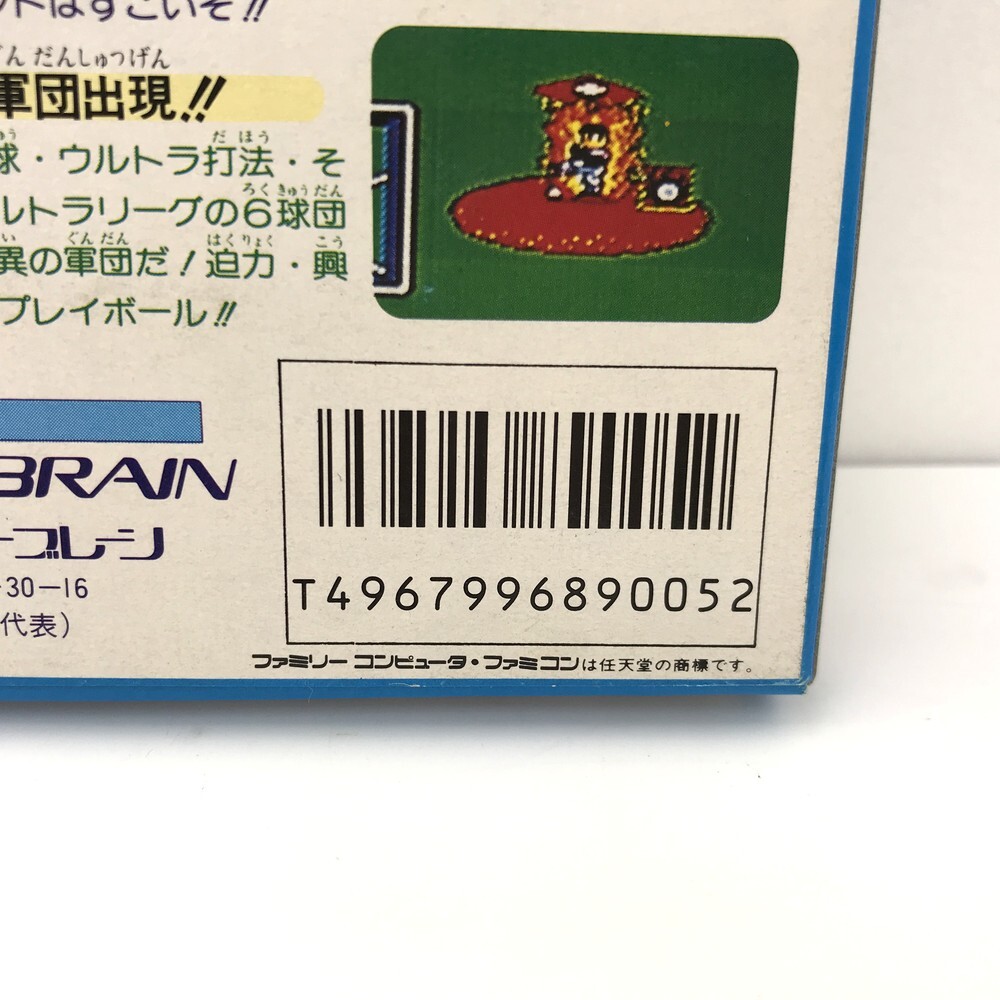 ントはすごいぞ!!
ぐんだんしゅつげん
軍団出現!!
球・ウルトラ打法・そ
ルトラリーグの6球団
異の軍団だ!迫力・興
プレイボール!!
BRAIN
ーブレーン
-30-16
代表)
T4967996890052
ファミリーコンピュータ・ファミコンは任天堂の商標です。